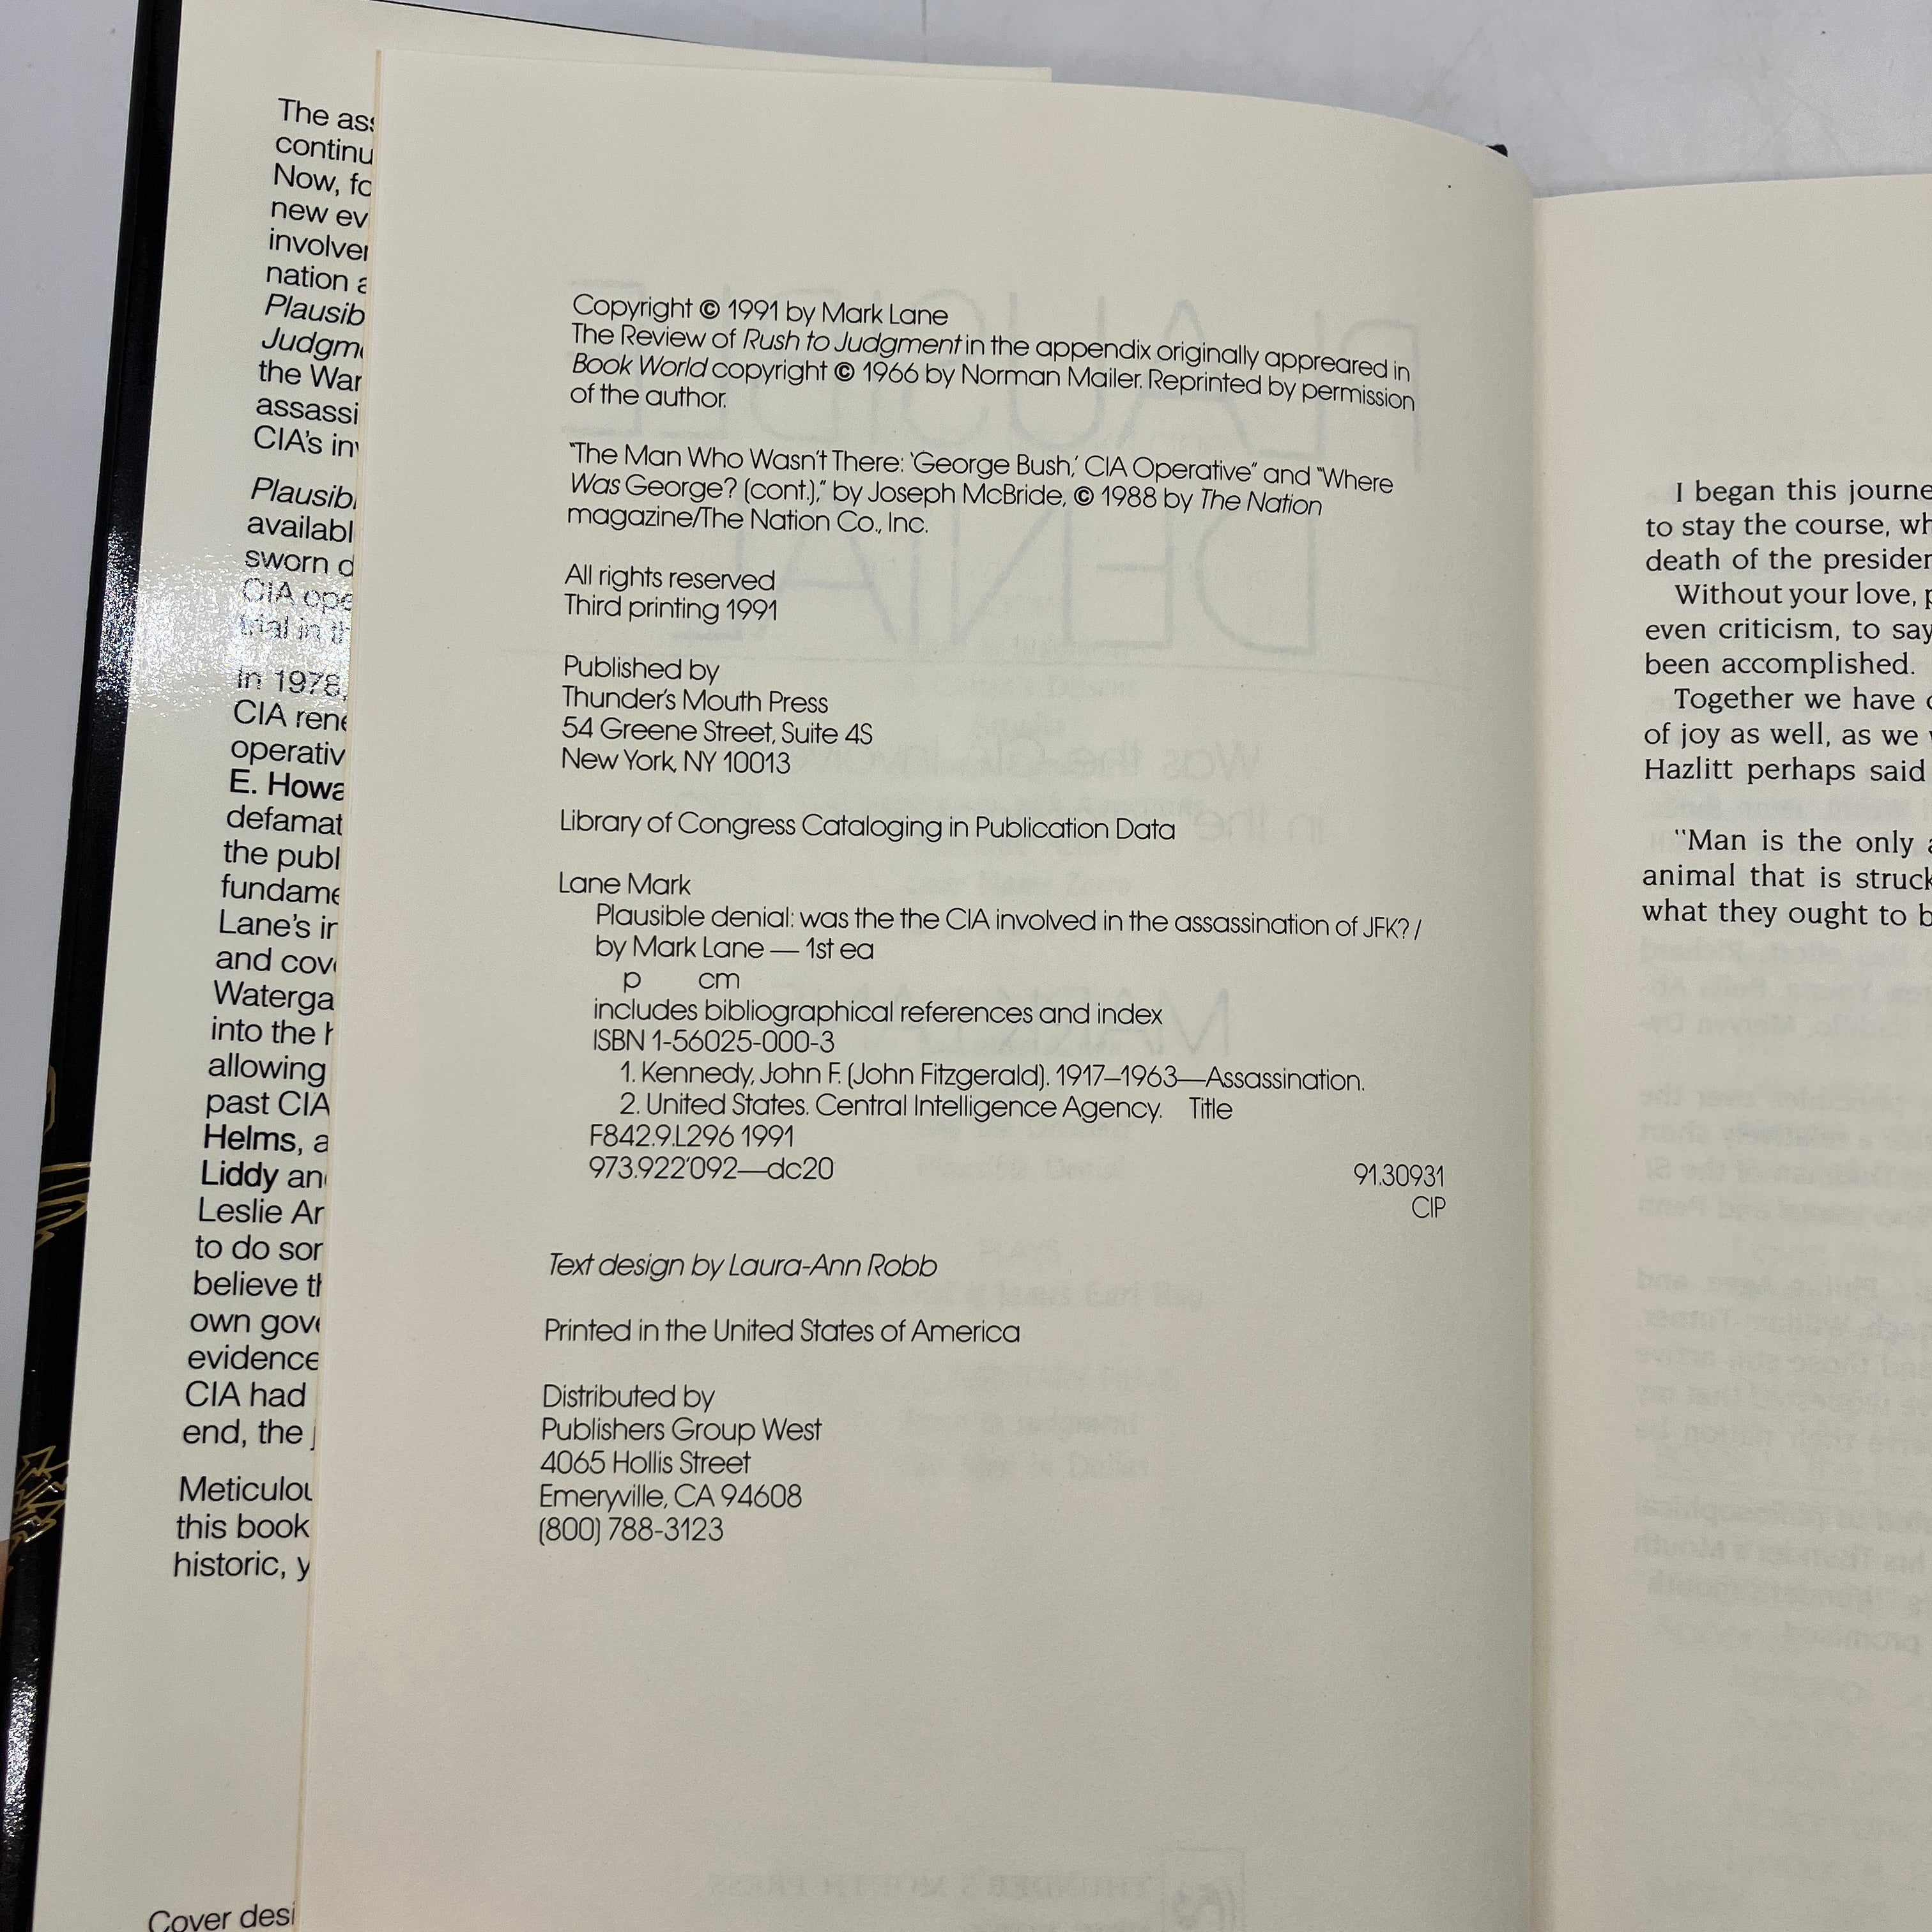 The ass
continu
Now, fo
new ev
involver
nation a
Plausib
Judgme
the War
assassi
CIA's inv
Plausibl
availabl
sworn d
CIA ope
trial in th
In 1978,
CIA rene
operativ
E. Howa
defamat
the publ
fundame
Lane's in
and cove
Waterga
into the h
allowing
past CIA
Helms, a
Liddy an
Leslie Ar
to do sor
believe th
own gove
evidence
CIA had
end, the j
Meticulou
this book
historic, y
Cover desi
Copyright © 1991 by Mark Lane
The Review of Rush to Judgment in the appendix originally appreared in
Book World copyright © 1966 by Norman Mailer. Reprinted by permission
of the author.
"The Man Who Wasn't There: 'George Bush,' CIA Operative" and "Where
Was George? (cont.)," by Joseph McBride, © 1988 by The Nation
magazine/The Nation Co., Inc.
All rights reserved
Third printing 1991
Published by
Thunder's Mouth Press
54 Greene Street, Suite 4S
New York, NY 10013
Library of Congress Cataloging in Publication Data
Lane Mark
Plausible denial: was the the CIA involved in the assassination of JFK? /
by Mark Lane — 1st ea
p cm
includes bibliographical references and index
ISBN 1-56025-000-3
1. Kennedy, John F. (John Fitzgerald). 1917–1963—Assassination.
2. United States. Central Intelligence Agency. Title
F842.9.L296 1991
973.922'092—dc20 91.30931
CIP
Text design by Laura-Ann Robb
Printed in the United States of America
Distributed by
Publishers Group West
4065 Hollis Street
Emeryville, CA 94608
(800) 788-3123
I began this journe
to stay the course, wh
death of the presiden
Without your love, p
even criticism, to say
been accomplished.
Together we have c
of joy as well, as we w
Hazlitt perhaps said
"Man is the only a
animal that is struck
what they ought to b